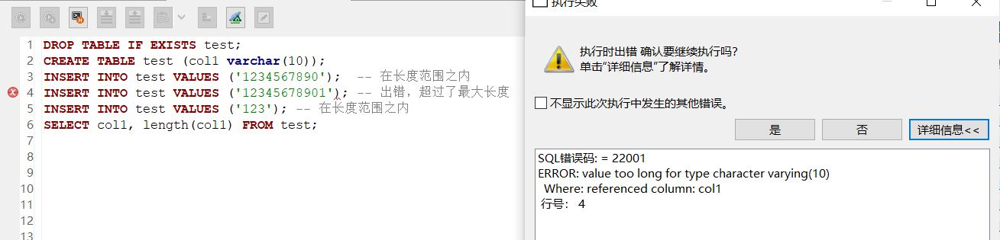 执行失败
1 DROP TABLE IF EXISTS test;
2 CREATE TABLE test (col1 varchar(10));
3 INSERT INTO test VALUES ('1234567890');  -- 在长度范围之内
4 INSERT INTO test VALUES ('12345678901'); -- 出错，超过了最大长度
5 INSERT INTO test VALUES ('123'); -- 在长度范围之内
6 SELECT col1, length(col1) FROM test;
7
8
9
10
11
12
13
执行时出错 确认要继续执行吗?
单击“详细信息”了解详情。
不显示此次执行中发生的其他错误。
是
否
详细信息<<
SQL错误码: = 22001
ERROR: value too long for type character varying(10)
Where: referenced column: col1
行号： 4